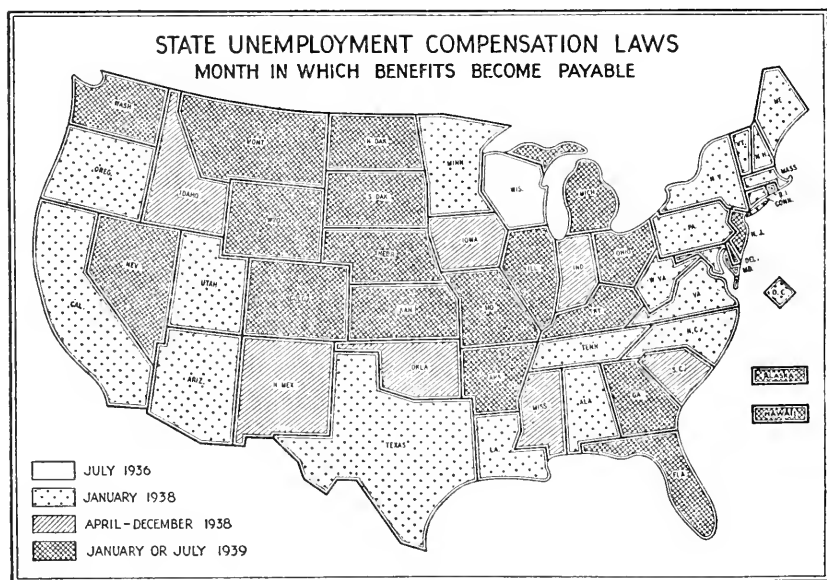 STATE UNEMPLOYMENT COMPENSATION LAWS
MONTH IN WHICH BENEFITS BECOME PAYABLE
WASH.
MONT.
N. DAK.
MINN.
ME.
OREG.
IDAHO
S. DAK.
WIS.
MICH.
N.Y.
VT.
N.H.
MASS
R. I.
CONN.
WYO.
IOWA
PA.
N. J.
NEV.
UTAH
NEBR.
ILL.
IND.
OHIO
W. VA.
DEL.
MD.
CAL.
KAN.
MO.
KY.
VA.
D. C.
ARIZ.
N. MEX.
OKLA.
ARK.
TENN.
N. C.
S. C.
ALASKA
TEXAS
LA.
MISS.
ALA.
GA.
FLA.
HAWAII
JULY 1936
JANUARY 1938
APRIL-DECEMBER 1938
JANUARY OR JULY 1939